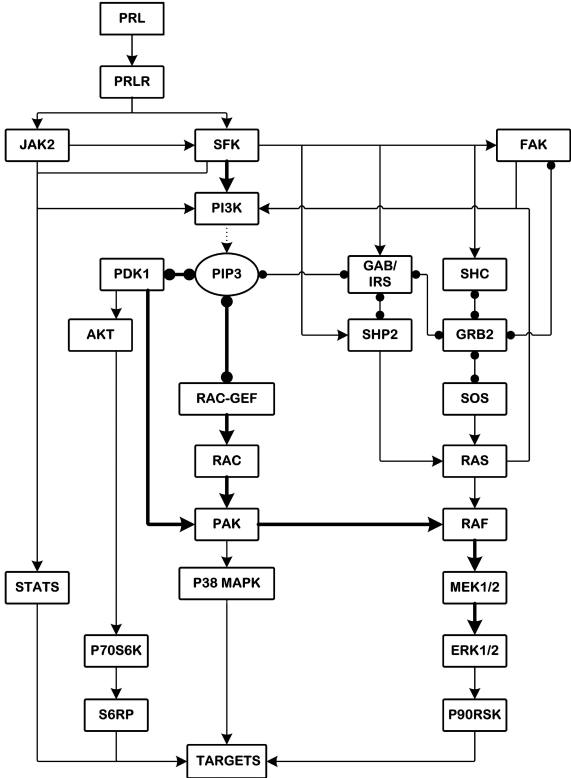 PRL
PRLR
JAK2
SFK
FAK
PI3K
PDK1
PIP3
GAB/
IRS
SHC
AKT
SHP2
GRB2
RAC-GEF
SOS
RAC
RAS
PAK
RAF
STATS
P38 MAPK
MEK1/2
P70S6K
ERK1/2
S6RP
P90RSK
TARGETS